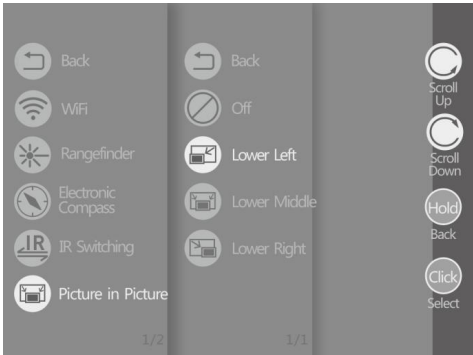 Back
WiFi
Rangefinder
Electronic
Compass
IR
IR Switching
Picture in Picture
1/2
Back
Off
Lower Left
Lower Middle
Lower Right
1/1
Scroll
Up
Scroll
Down
Hold
Back
Click
Select